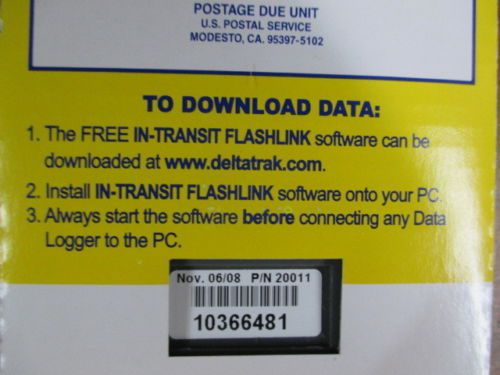 POSTAGE DUE UNIT
U.S. POSTAL SERVICE
MODESTO, CA. 95397-5102
TO DOWNLOAD DATA:
1. The FREE IN-TRANSIT FLASHLINK software can be
downloaded at www.deltatrak.com.
2. Install IN-TRANSIT FLASHLINK software onto your PC.
3. Always start the software before connecting any Data
Logger to the PC.
Nov. 06/08 P/N 20011
10366481